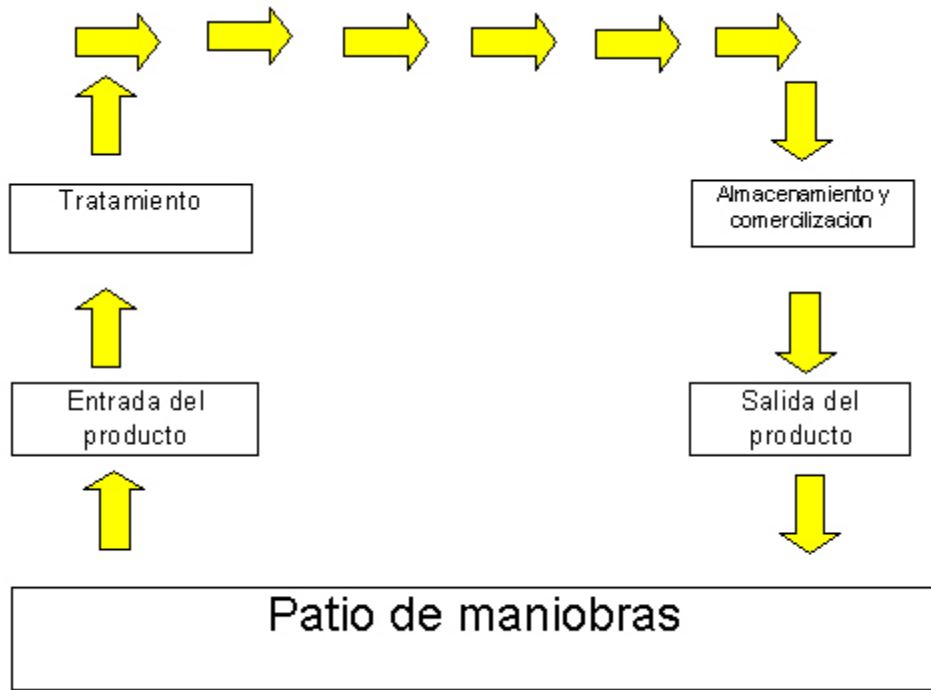 Tratamiento
Almacenamiento y
comercilizacion
Entrada del
producto
Salida del
producto
Patio de maniobras